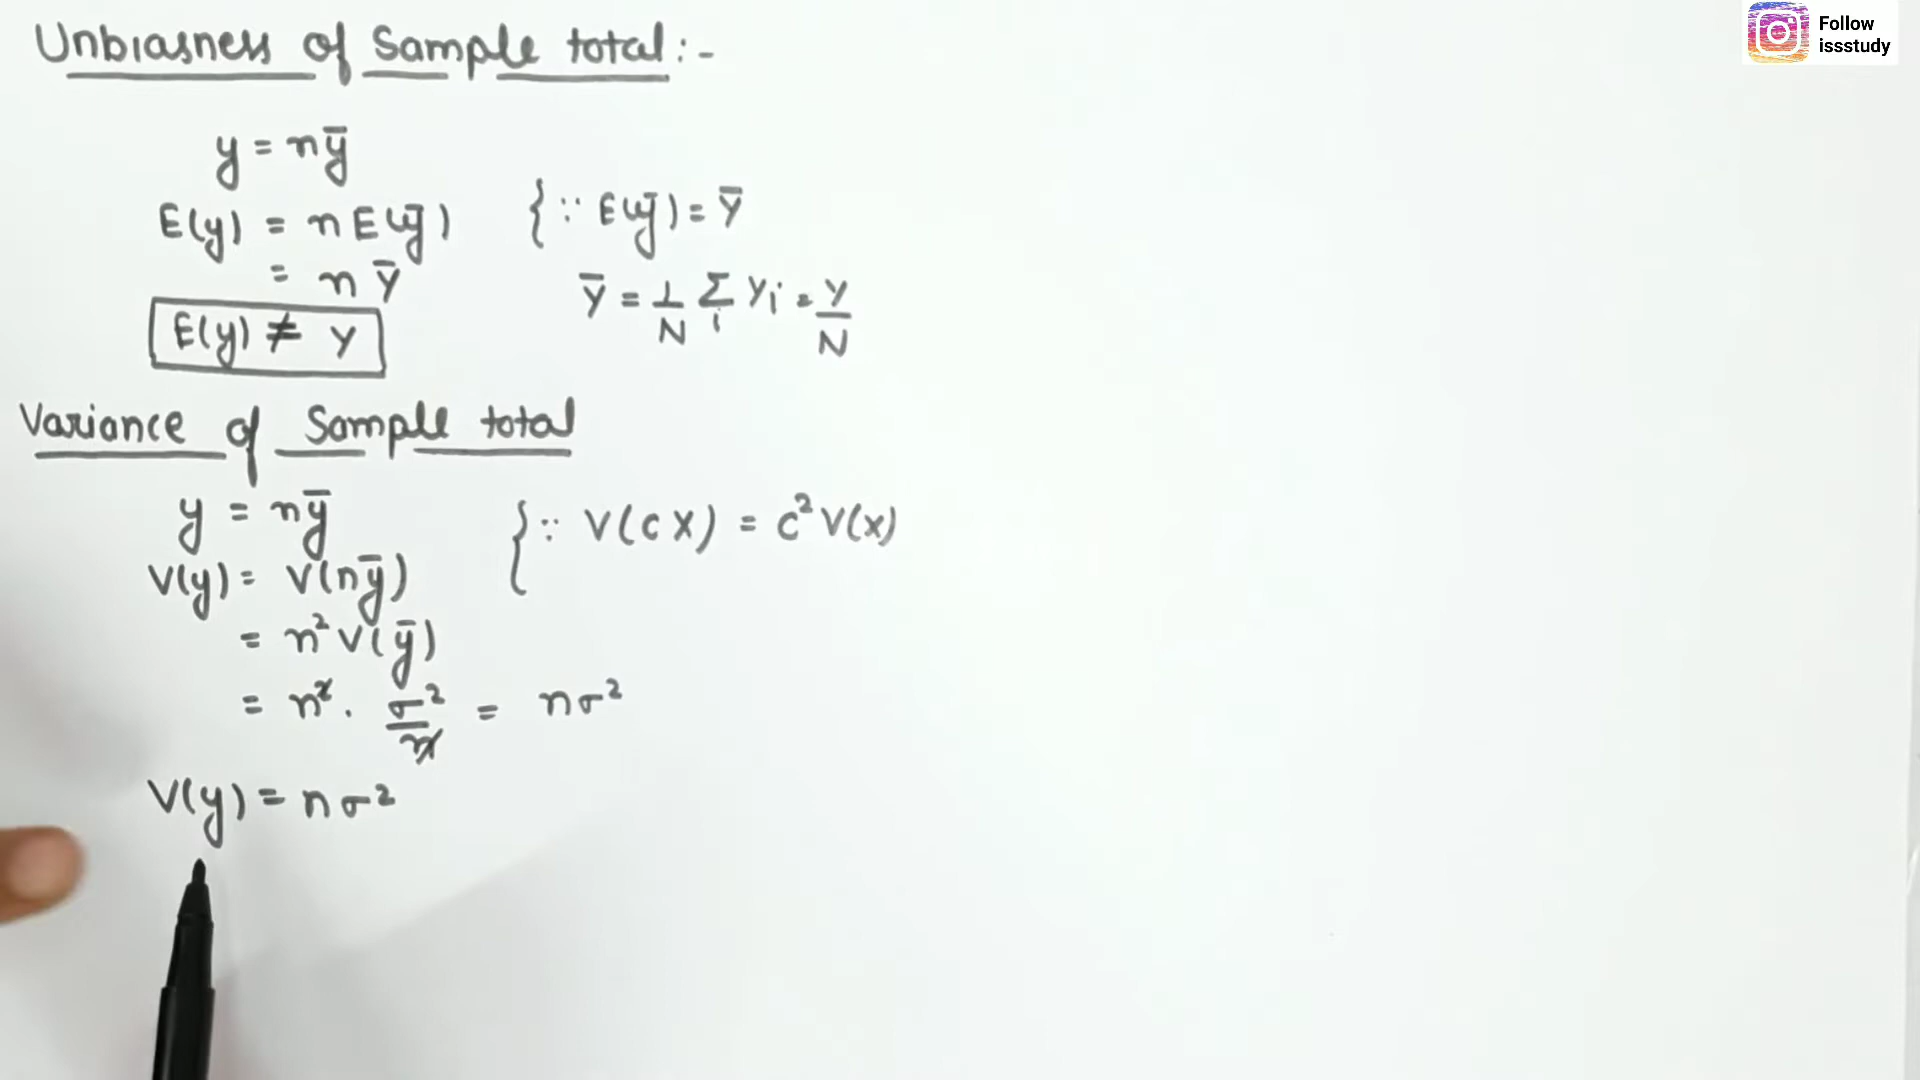 Unbiasness of Sample total:-
y = nȳ
E(y) = n E(ȳ) { ∵ E(ȳ) = Ȳ
= n Ȳ
Ȳ = 1/N Σ_i Yi = Y/N
E(y) ≠ Y
Variance of Sample total
y = nȳ
{ ∵ V(cX) = c² V(x)
V(y) = V(nȳ)
= n² V(ȳ)
= n² . σ²/n = nσ²
V(y) = nσ²
Follow
issstudy